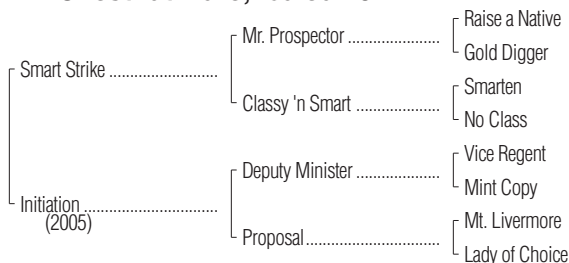 Raise a Native
Mr. Prospector ....................
Gold Digger
Smart Strike ........................
Smarten
Classy 'n Smart ....................
No Class
Vice Regent
Deputy Minister ....................
Mint Copy
Initiation ..............................
(2005)
Mt. Livermore
Proposal................................
Lady of Choice